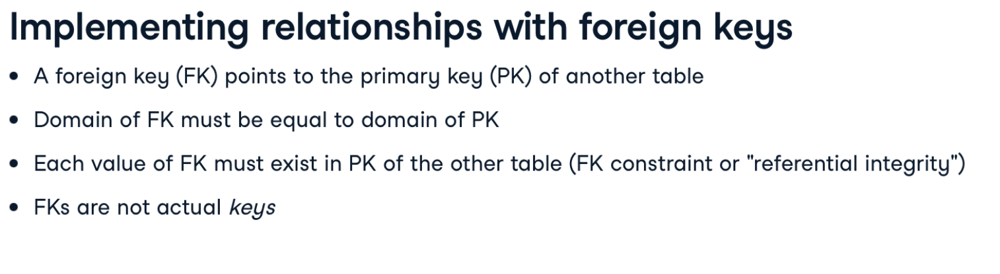 Implementing relationships with foreign keys
• A foreign key (FK) points to the primary key (PK) of another table
• Domain of FK must be equal to domain of PK
• Each value of FK must exist in PK of the other table (FK constraint or "referential integrity")
• FKs are not actual keys